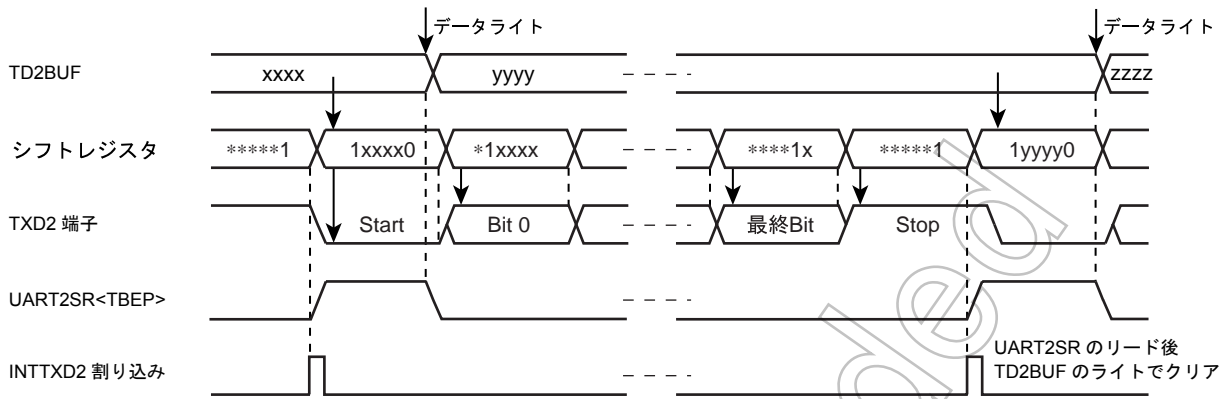 データライト
データライト
TD2BUF
xxxx
yyyy
zzzz
シフトレジスタ
*****1
1xxxx0
*1xxxx
****1x
*****1
1yyyy0
TXD2 端子
Start
Bit 0
最終Bit
Stop
UART2SR<TBEP>
INTTXD2 割り込み
UART2SR のリード後
TD2BUF のライトでクリア